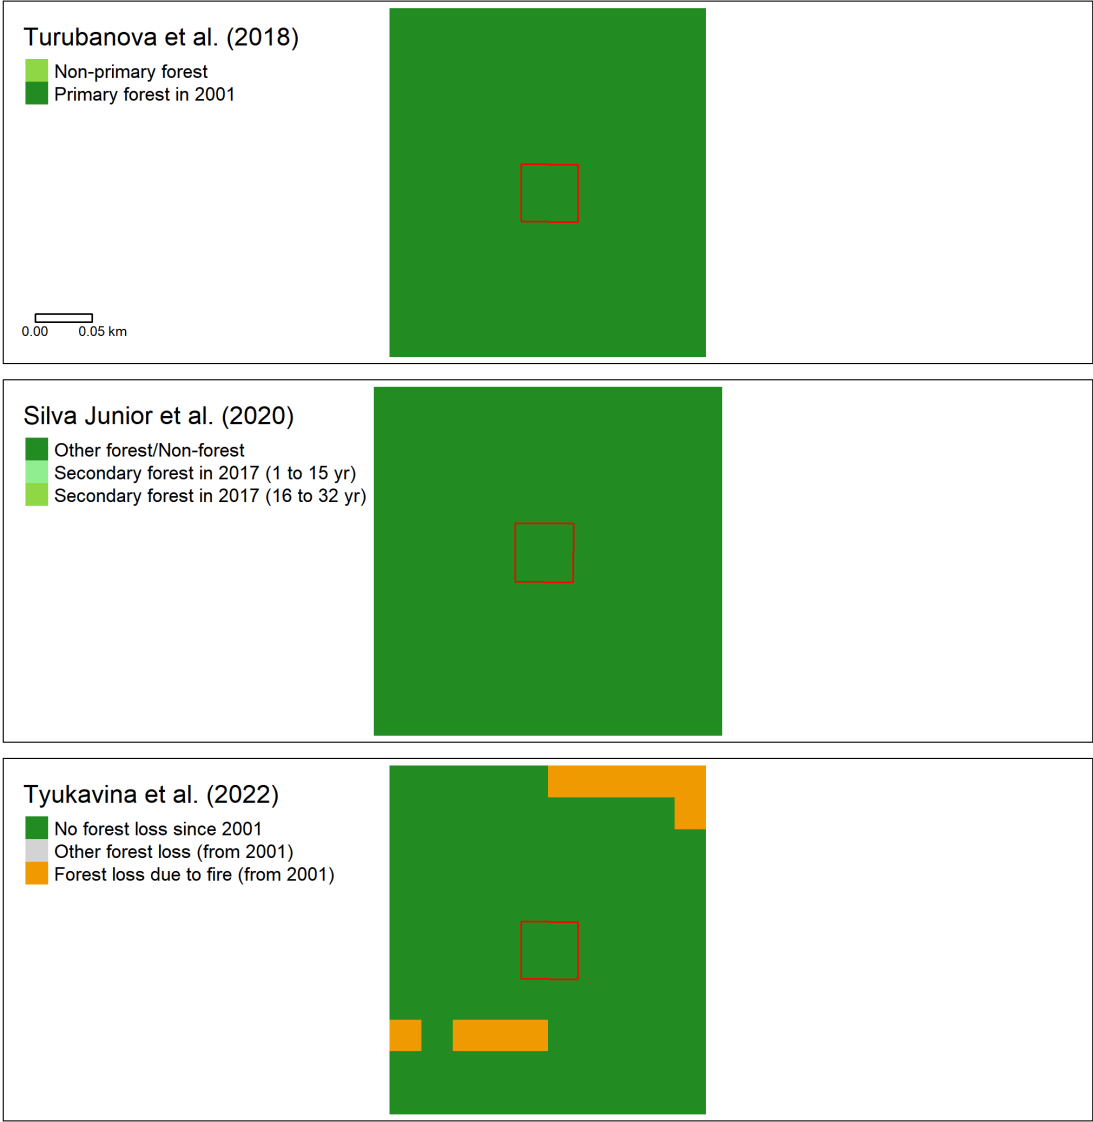 Turubanova et al. (2018)
Non-primary forest
Primary forest in 2001
0.00 0.05 km
Silva Junior et al. (2020)
Other forest/Non-forest
Secondary forest in 2017 (1 to 15 yr)
Secondary forest in 2017 (16 to 32 yr)
Tyukavina et al. (2022)
No forest loss since 2001
Other forest loss (from 2001)
Forest loss due to fire (from 2001)